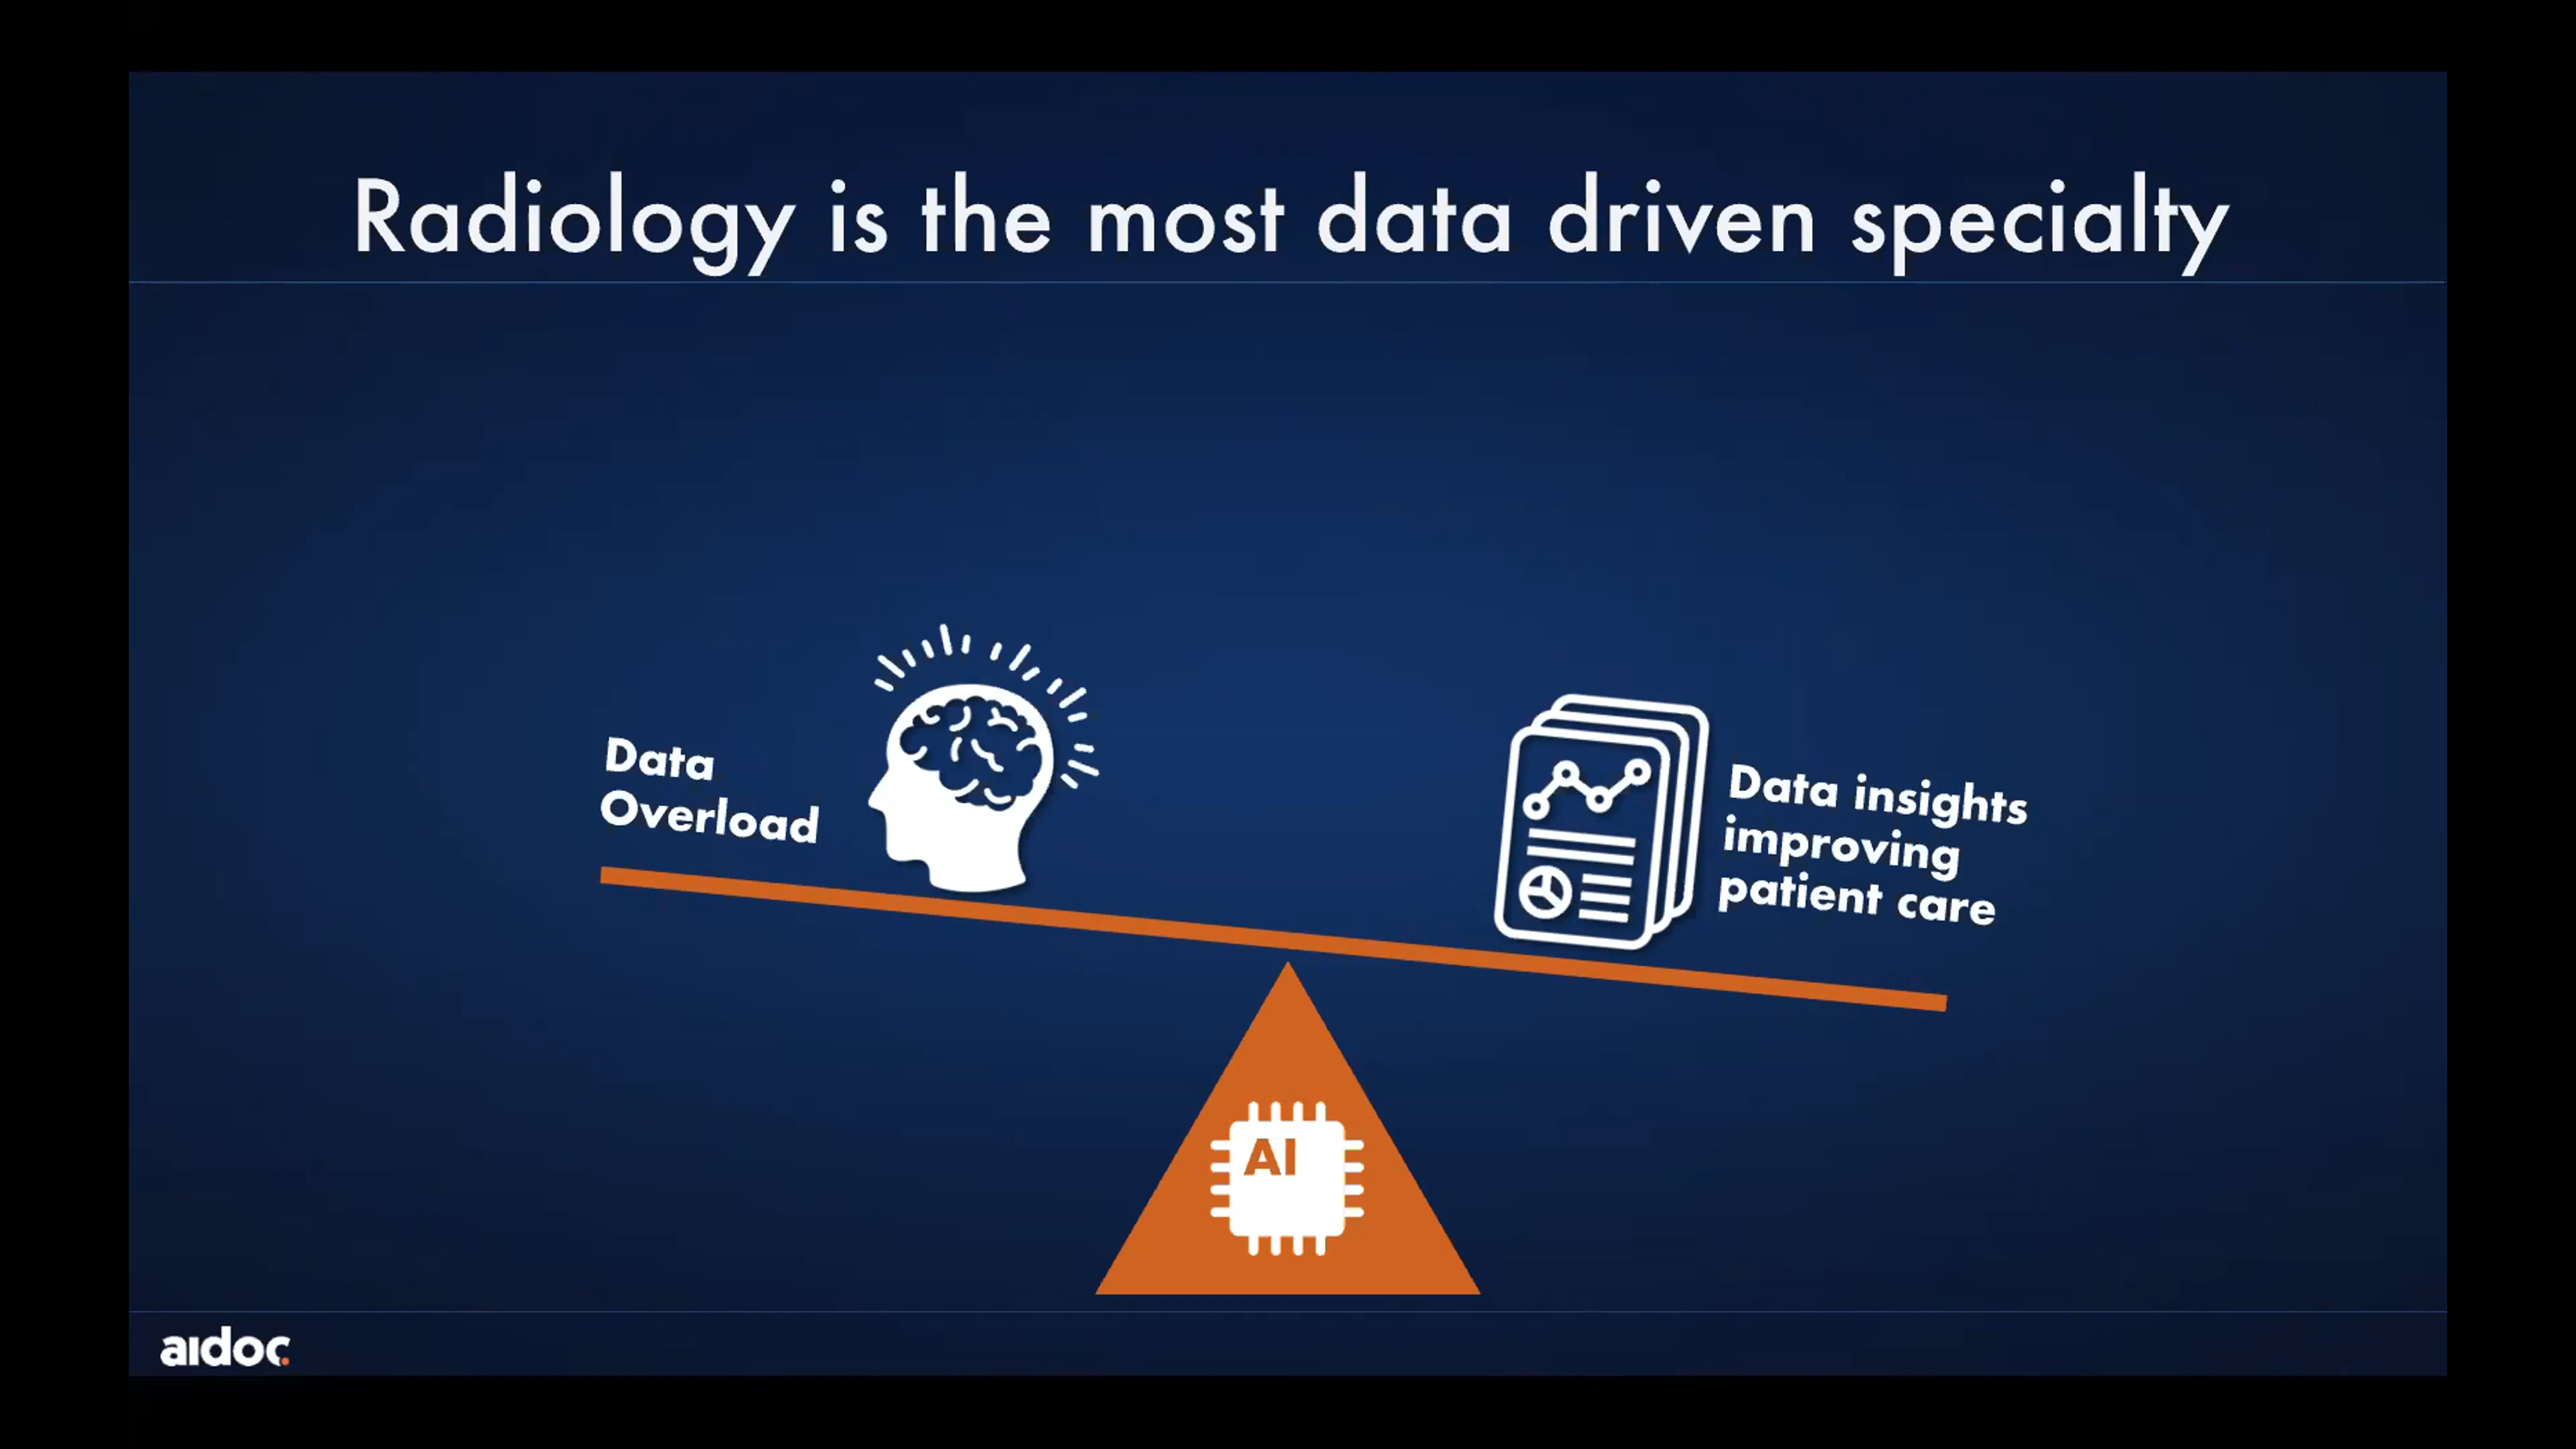 Radiology is the most data driven specialty
Data
Overload
Data insights
improving
patient care
AI
aidoc.